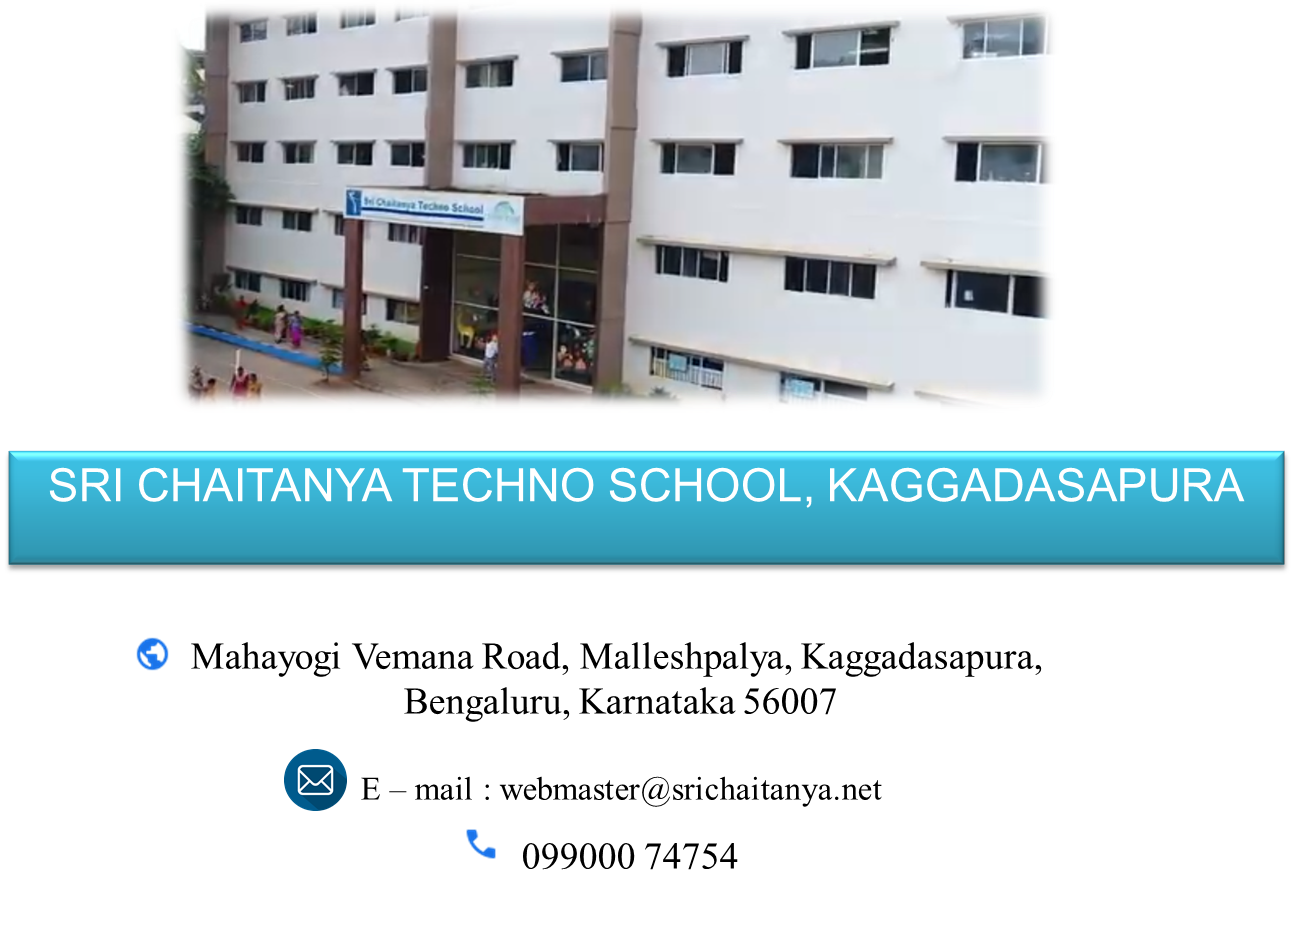 Sri Chaitanya Techno School
SRI CHAITANYA TECHNO SCHOOL, KAGGADASAPURA
Mahayogi Vemana Road, Malleshpalya, Kaggadasapura,
Bengaluru, Karnataka 56007
E – mail : webmaster@srichaitanya.net
099000 74754